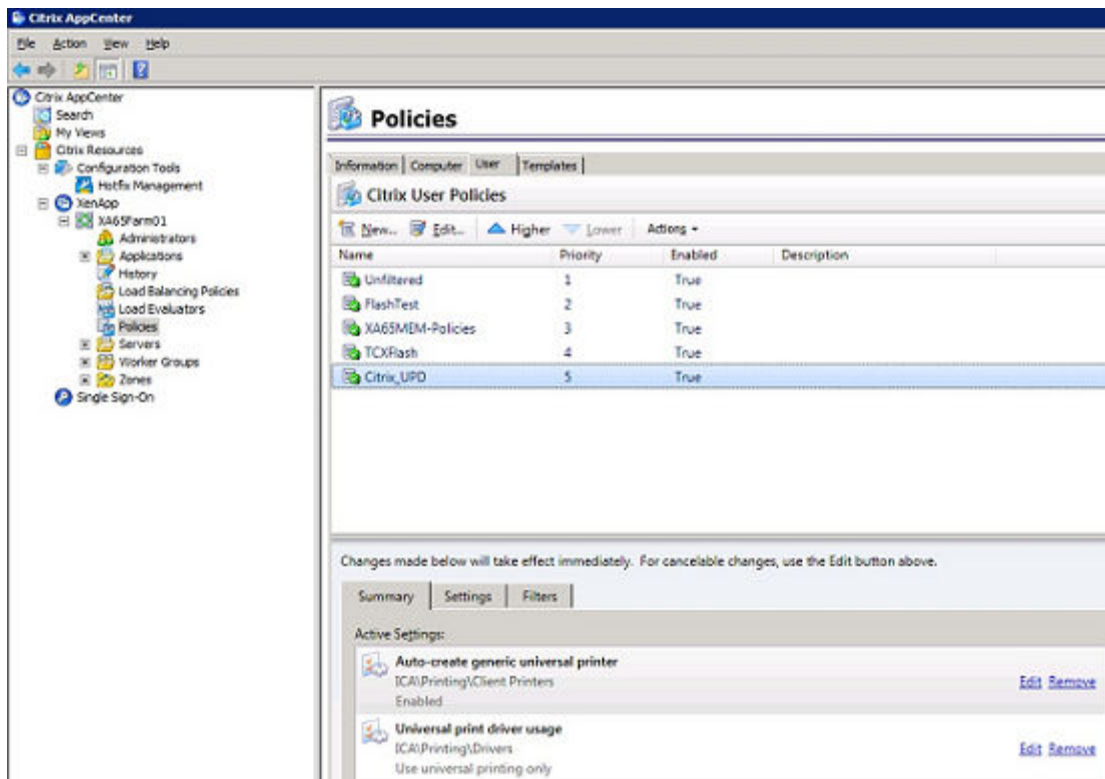 Citrix AppCenter
File Action View Help
Citrix AppCenter
Search
My Views
Citrix Resources
Configuration Tools
Hotfix Management
XenApp
XA65Farm01
Administrators
Applications
History
Load Balancing Policies
Load Evaluators
Policies
Servers
Worker Groups
Zones
Single Sign-On
Policies
Information Computer User Templates
Citrix User Policies
New... Edit... Higher Lower Actions
Name Priority Enabled Description
Unfiltered 1 True
FlashTest 2 True
XA65MEM-Policies 3 True
TCXFlash 4 True
Citrix_UPD 5 True
Changes made below will take effect immediately. For cancelable changes, use the Edit button above.
Summary Settings Filters
Active Settings:
Auto-create generic universal printer
ICA\Printing\Client Printers Edit Remove
Enabled
Universal print driver usage
ICA\Printing\Drivers Edit Remove
Use universal printing only